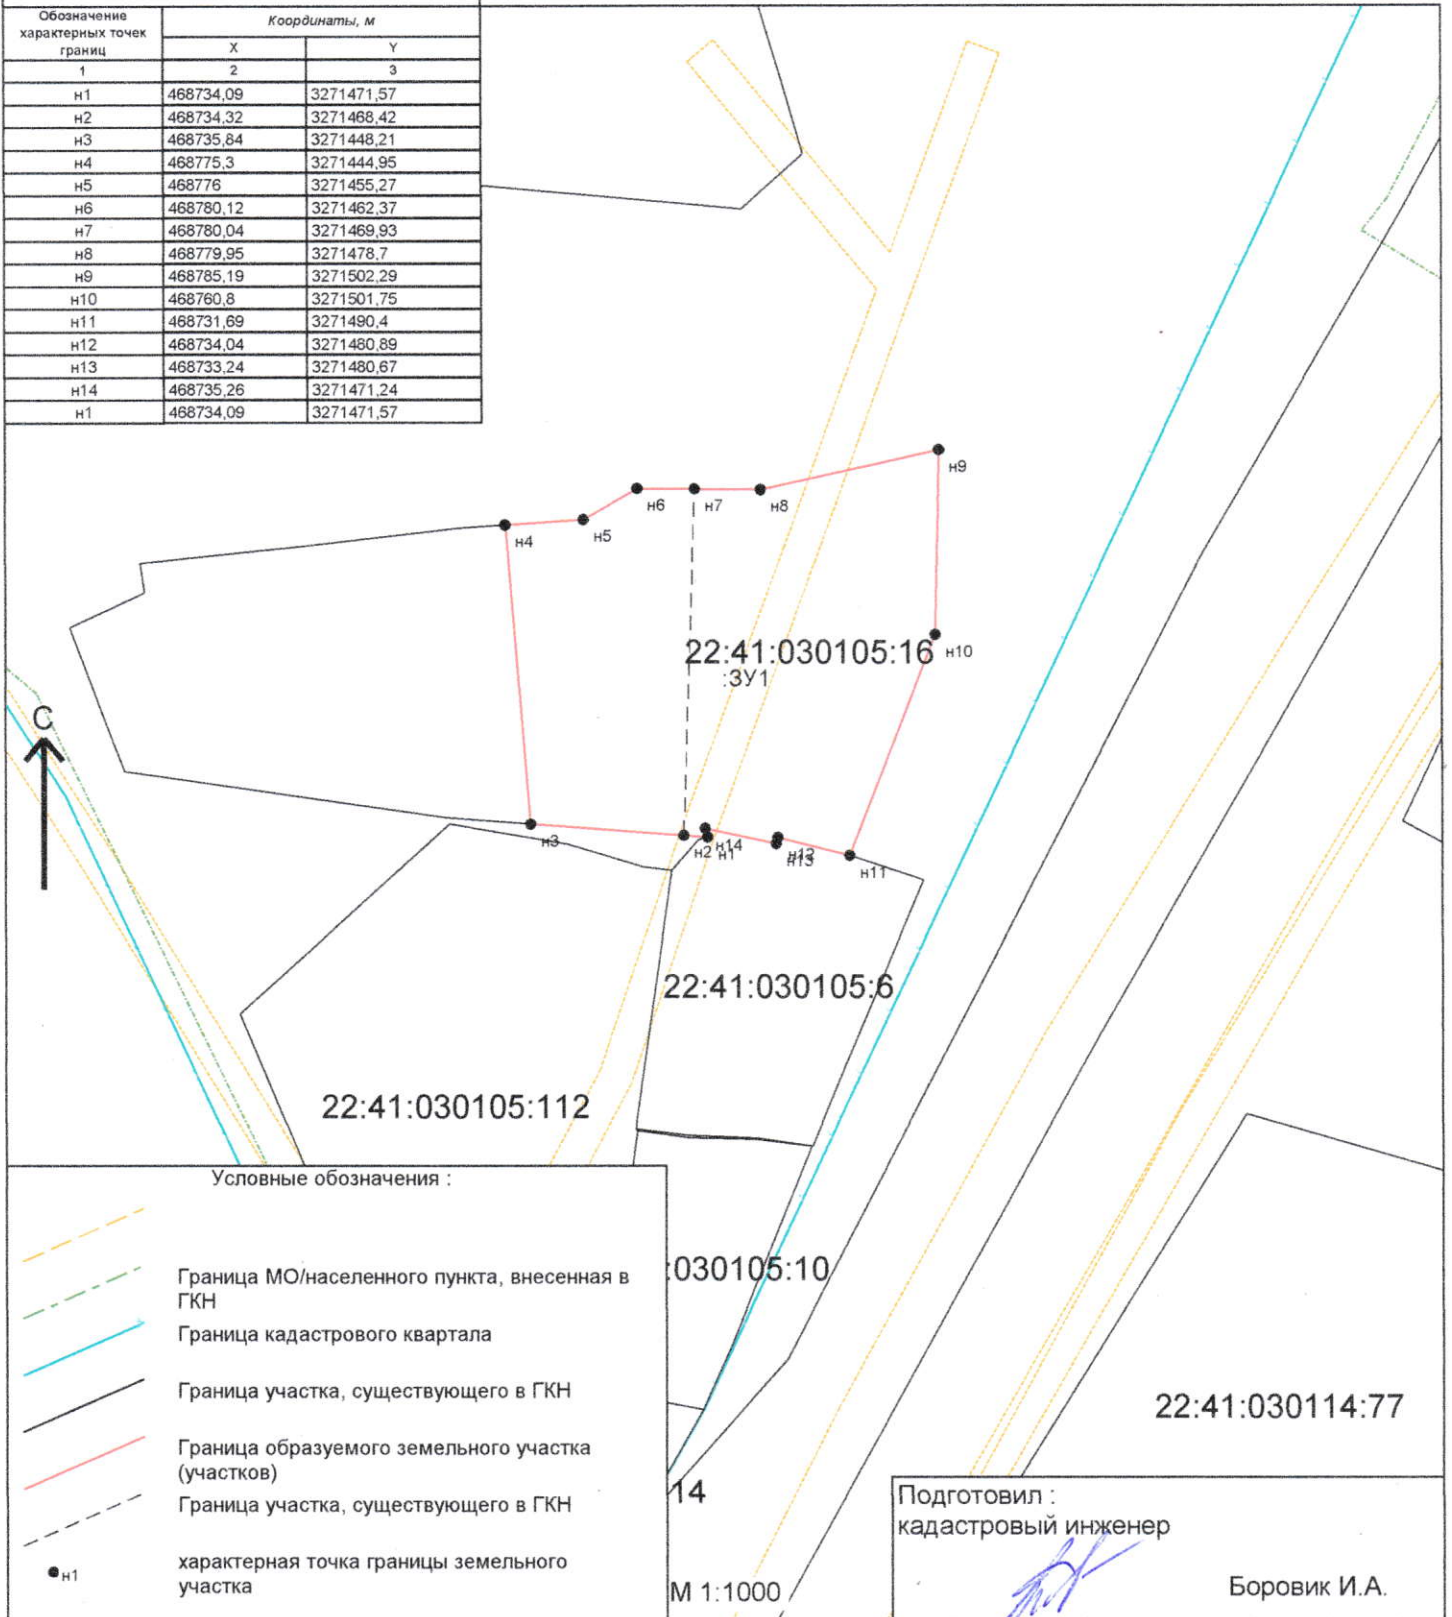 Обозначение
характерных точек
границ
Координаты, м
X Y
1 2 3
н1 468734,09 3271471,57
н2 468734,32 3271468,42
н3 468735,84 3271448,21
н4 468775,3 3271444,95
н5 468776 3271455,27
н6 468780,12 3271462,37
н7 468780,04 3271469,93
н8 468779,95 3271478,7
н9 468785,19 3271502,29
н10 468760,8 3271501,75
н11 468731,69 3271490,4
н12 468734,04 3271480,89
н13 468733,24 3271480,67
н14 468735,26 3271471,24
н1 468734,09 3271471,57
н9
н6 н7 н8
н4 н5
22:41:030105:16 н10
:ЗУ1
С
н3 н2 н14 н12
н1 н13
н11
22:41:030105:6
22:41:030105:112
Условные обозначения :
Граница МО/населенного пункта, внесенная в
ГКН
Граница кадастрового квартала
Граница участка, существующего в ГКН
Граница образуемого земельного участка
(участков)
Граница участка, существующего в ГКН
н1 характерная точка границы земельного
участка
:030105:10
22:41:030114:77
14
М 1:1000
Подготовил :
кадастровый инженер
Боровик И.А.